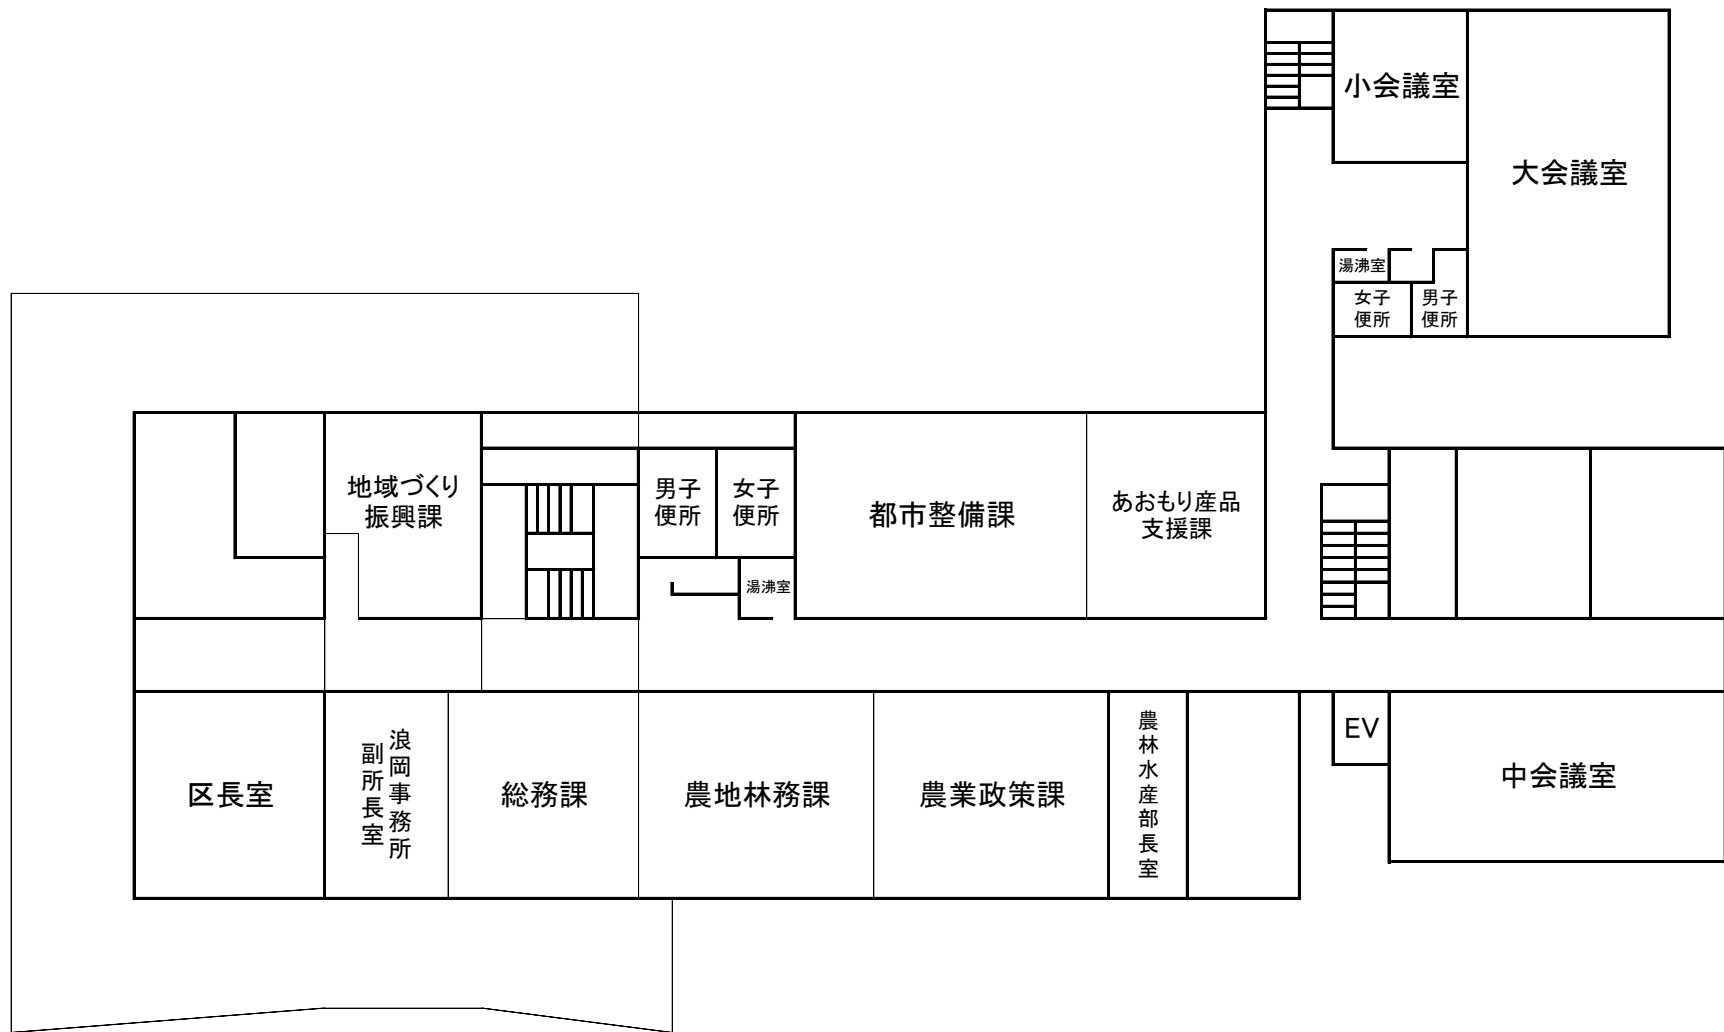 小会議室
大会議室
湯沸室
女子
便所
男子
便所
地域づくり
振興課
男子
便所
女子
便所
湯沸室
都市整備課
あおもり産品
支援課
区長室
浪岡事務所
副所長室
総務課
農地林務課
農業政策課
農林水産部長室
EV
中会議室